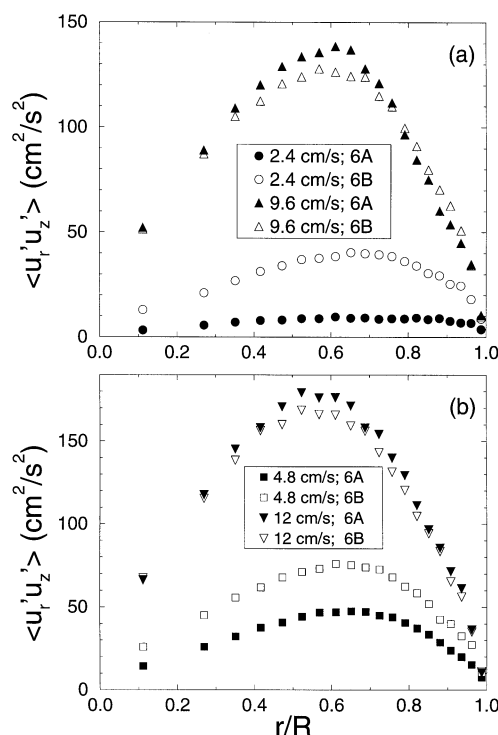 150
(a)
100
<u_r'u_z'> (cm²/s²)
● 2.4 cm/s; 6A
○ 2.4 cm/s; 6B
▲ 9.6 cm/s; 6A
△ 9.6 cm/s; 6B
50
0
0.0 0.2 0.4 0.6 0.8 1.0
(b)
150
<u_r'u_z'> (cm²/s²)
100
■ 4.8 cm/s; 6A
□ 4.8 cm/s; 6B
▼ 12 cm/s; 6A
▽ 12 cm/s; 6B
50
0
0.0 0.2 0.4 0.6 0.8 1.0
r/R